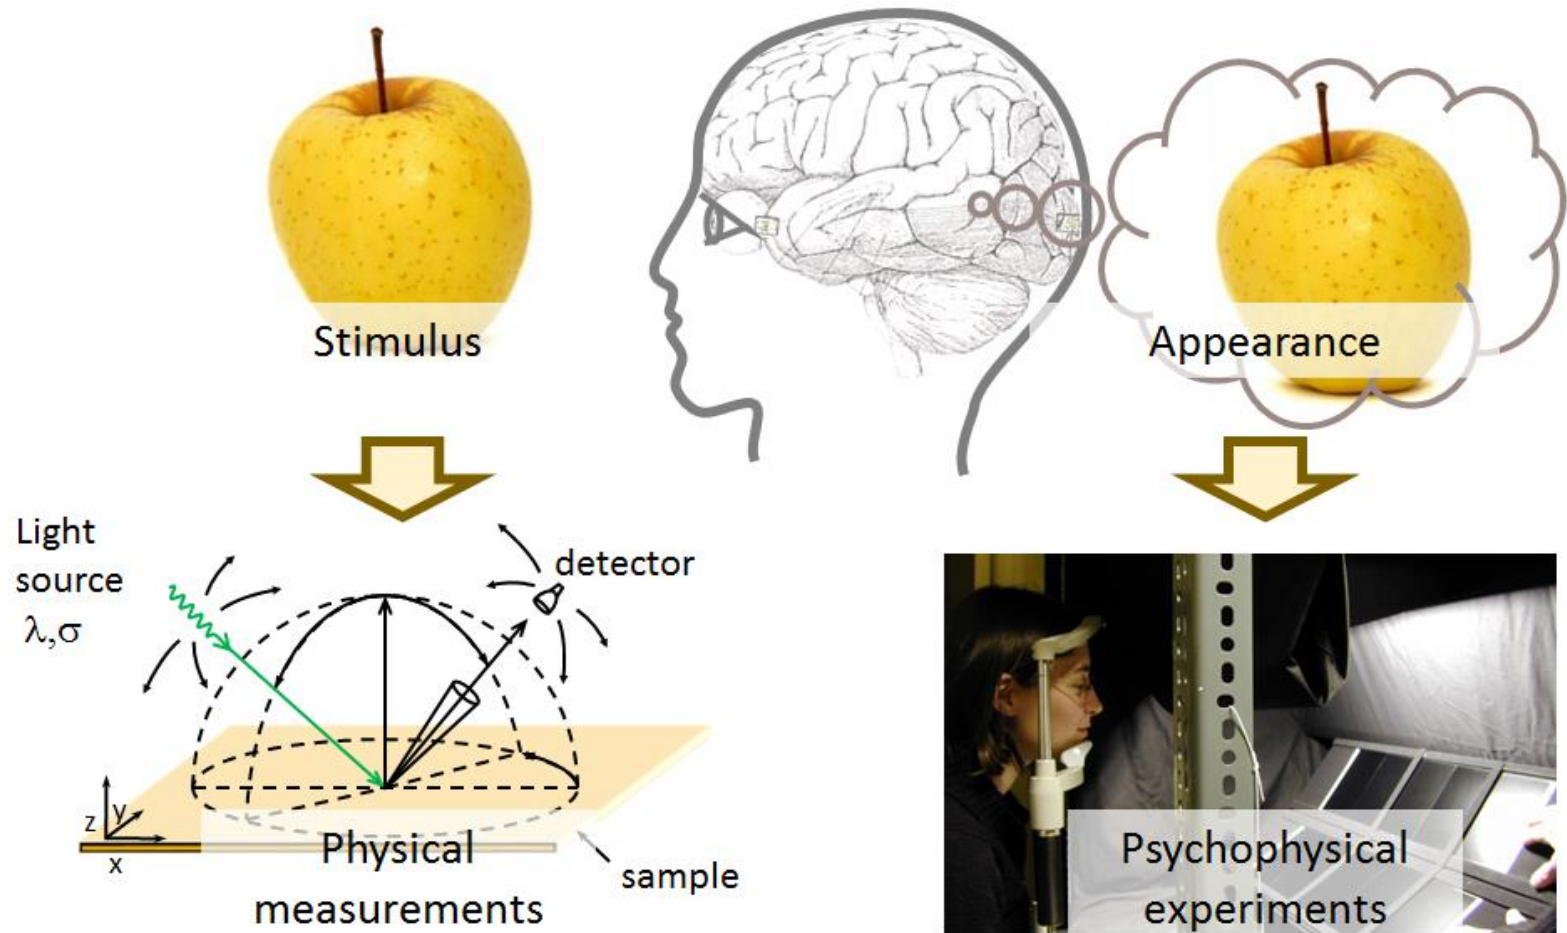 Stimulus
Appearance
Light
source
λ,σ
detector
z
y
x
sample
Physical
measurements
Psychophysical
experiments